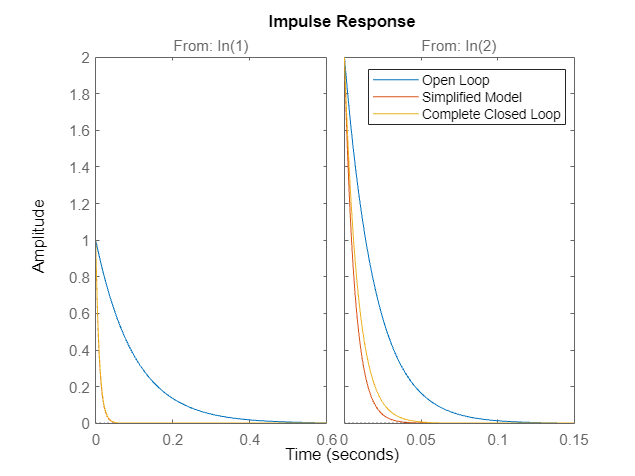 Impulse Response
From: In(1)
From: In(2)
2
1.8
1.6
1.4
1.2
1
0.8
0.6
0.4
0.2
0
Amplitude
Open Loop
Simplified Model
Complete Closed Loop
0 0.2 0.4 0.6 0 0.05 0.1 0.15
Time (seconds)